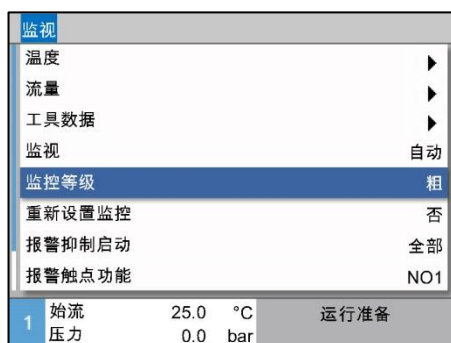 监视
温度
流量
工具数据
监视 自动
监控等级 粗
重新设置监控 否
报警抑制启动 全部
报警触点功能 NO1
1 始流 25.0 °C 运行准备
压力 0.0 bar